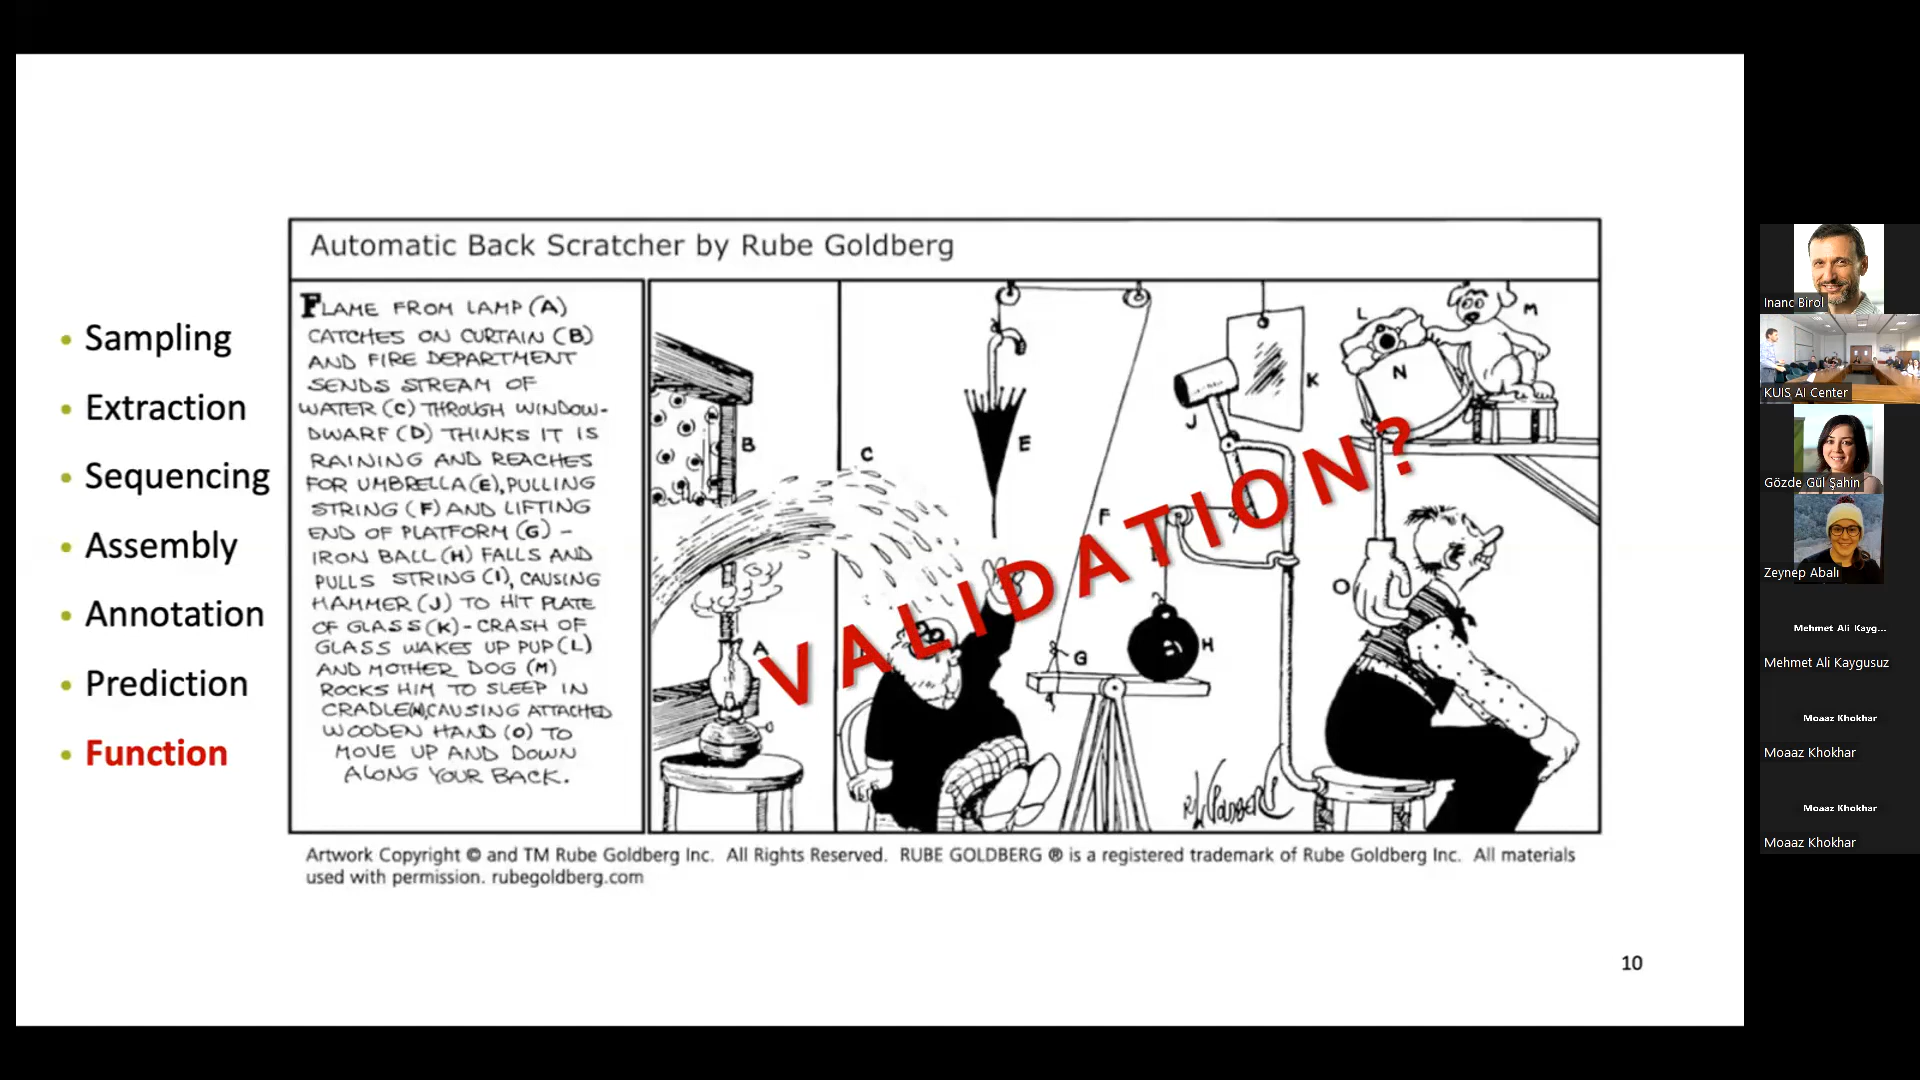 Sampling
Extraction
Sequencing
Assembly
Annotation
Prediction
Function
Automatic Back Scratcher by Rube Goldberg
FLAME FROM LAMP (A)
CATCHES ON CURTAIN (B)
AND FIRE DEPARTMENT
SENDS STREAM OF
WATER (C) THROUGH WINDOW-
DWARF (D) THINKS IT IS
RAINING AND REACHES
FOR UMBRELLA (E), PULLING
STRING (F) AND LIFTING
END OF PLATFORM (G) -
IRON BALL (H) FALLS AND
PULLS STRING (I), CAUSING
HAMMER (J) TO HIT PLATE
OF GLASS (K) - CRASH OF
GLASS WAKES UP PUP (L)
AND MOTHER DOG (M)
ROCKS HIM TO SLEEP IN
CRADLE (N), CAUSING ATTACHED
WOODEN HAND (O) TO
MOVE UP AND DOWN
ALONG YOUR BACK.
A
B
C
E
F
G
H
J
K
L
M
N
O
VALIDATION?
Artwork Copyright © and TM Rube Goldberg Inc. All Rights Reserved. RUBE GOLDBERG ® is a registered trademark of Rube Goldberg Inc. All materials
used with permission. rubegoldberg.com
10
Inanc Birol
KUIS AI Center
Gözde Gül Şahin
Zeynep Abalı
Mehmet Ali Kayg...
Mehmet Ali Kaygusuz
Moaaz Khokhar
Moaaz Khokhar
Moaaz Khokhar
Moaaz Khokhar